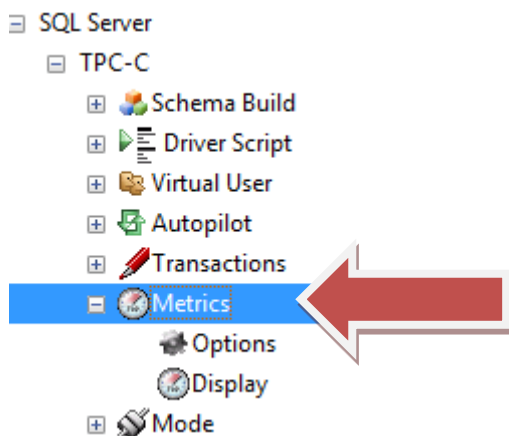 SQL Server
TPC-C
Schema Build
Driver Script
Virtual User
Autopilot
Transactions
Metrics
Options
Display
Mode